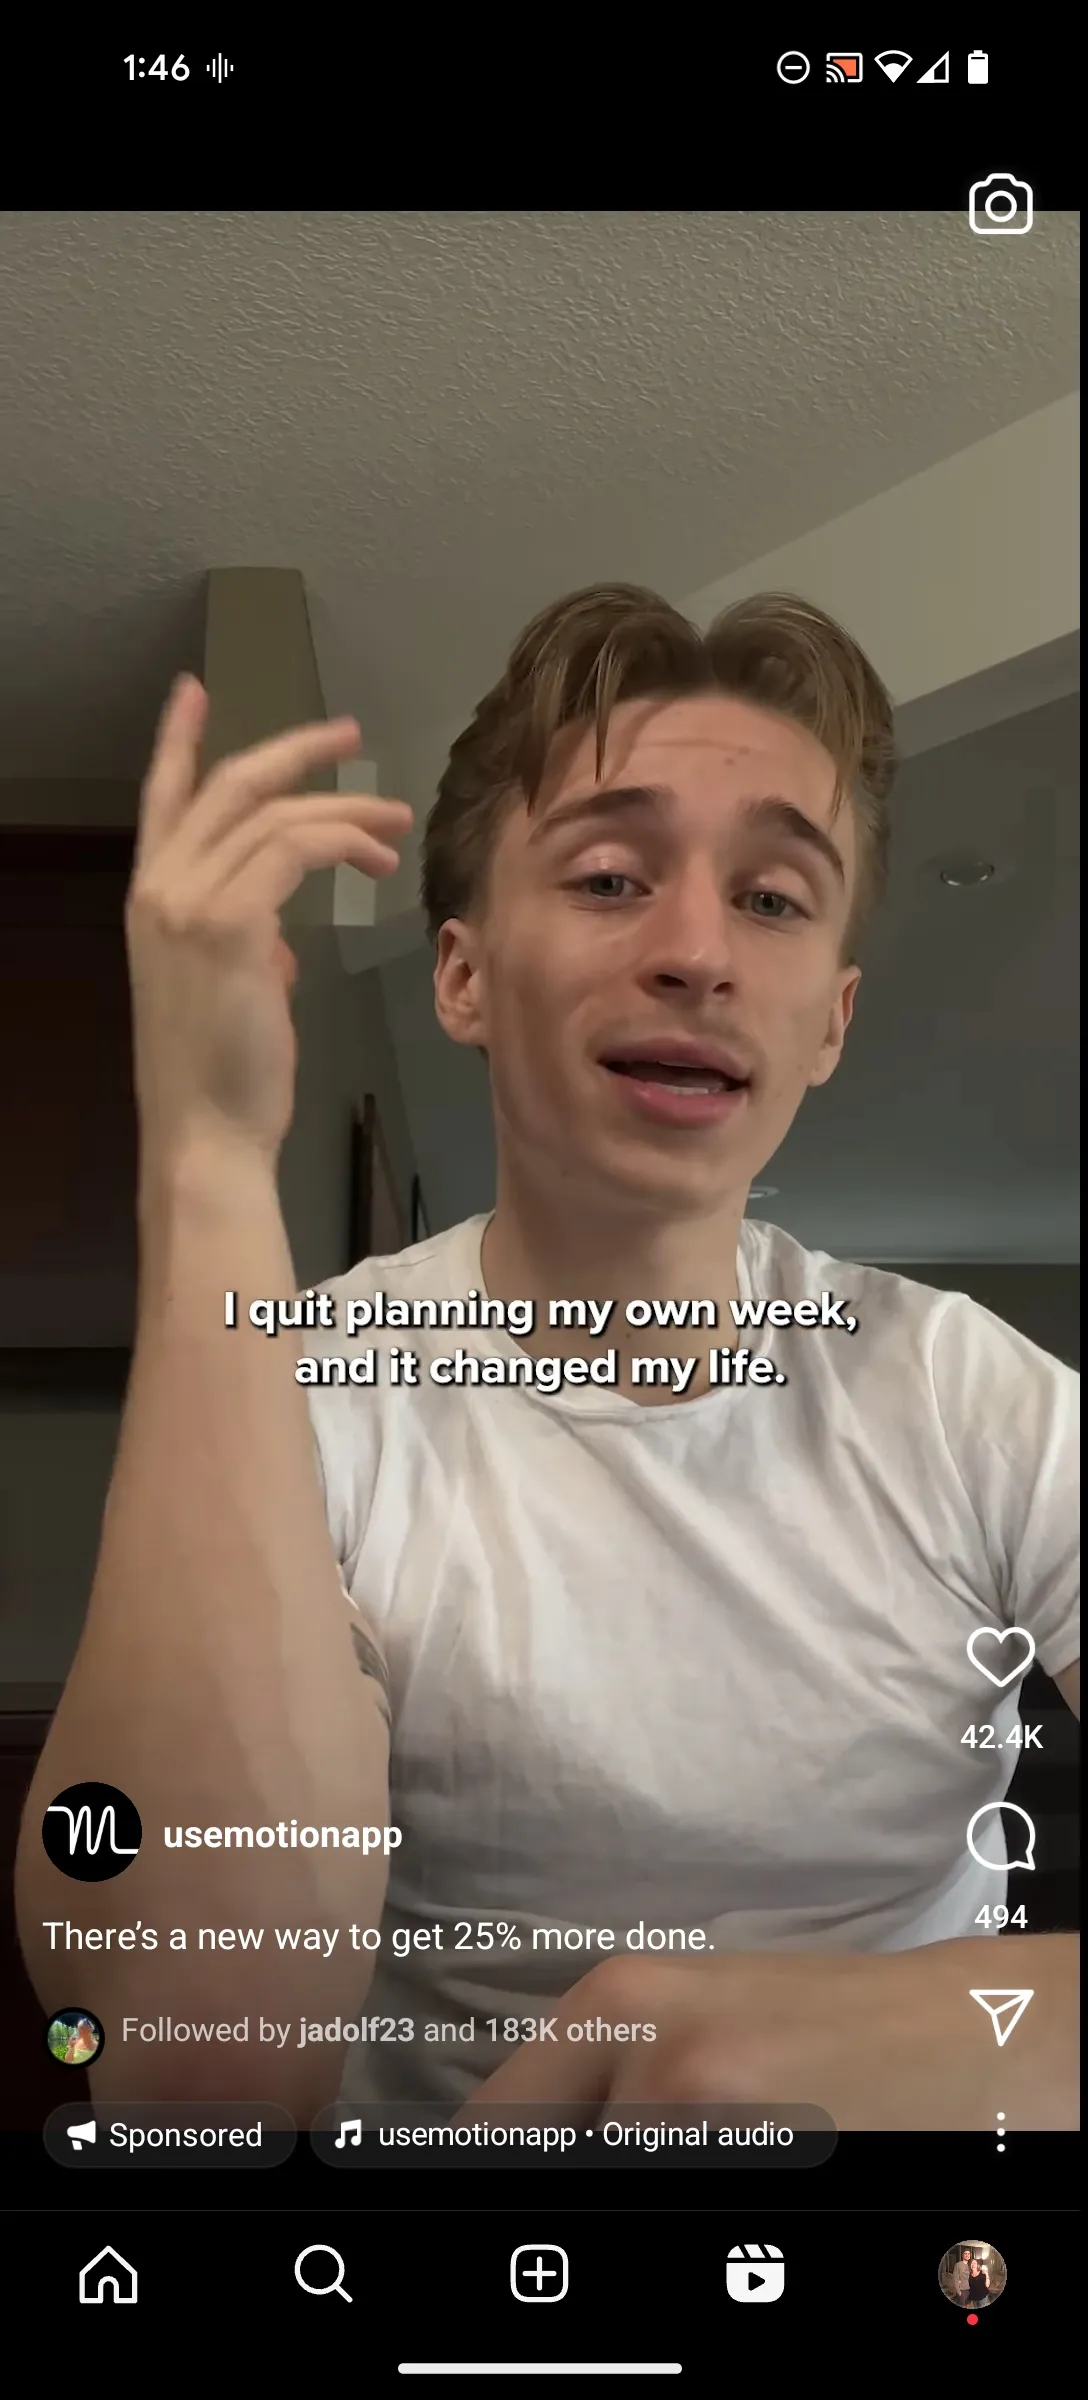 1:46
I quit planning my own week,
and it changed my life.
42.4K
usemotionapp
494
There’s a new way to get 25% more done.
Followed by jadolf23 and 183K others
Sponsored
usemotionapp • Original audio